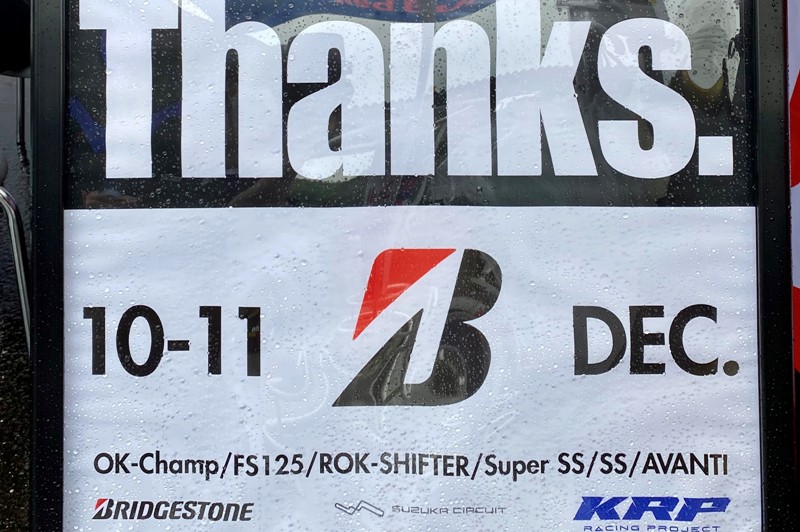 Thanks.
10-11 B DEC.
OK-Champ/FS125/ROK-SHIFTER/Super SS/SS/AVANTI
BRIDGESTONE SUZUKA CIRCUIT KRP
RACING PROJECT